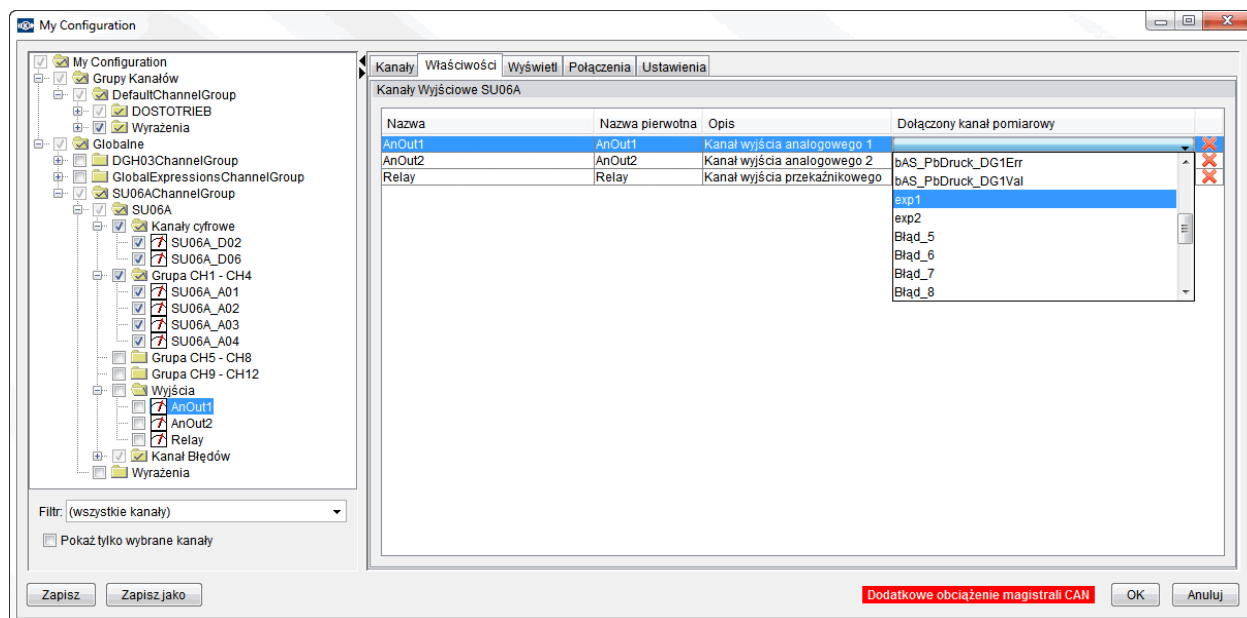 My Configuration
My Configuration
Grupy Kanałów
DefaultChannelGroup
DOSTOTRIEB
Wyrażenia
Globalne
DGH03ChannelGroup
GlobalExpressionsChannelGroup
SU06AChannelGroup
SU06A
Kanały cyfrowe
SU06A_D02
SU06A_D06
Grupa CH1 - CH4
SU06A_A01
SU06A_A02
SU06A_A03
SU06A_A04
Grupa CH5 - CH8
Grupa CH9 - CH12
Wyjścia
AnOut1
AnOut2
Relay
Kanał Błędów
Wyrażenia
Filtr: (wszystkie kanały)
Pokaż tylko wybrane kanały
Kanały Właściwości Wyświetl Połączenia Ustawienia
Kanały Wyjściowe SU06A
Nazwa Nazwa pierwotna Opis Dołączony kanał pomiarowy
AnOut1 AnOut1 Kanał wyjścia analogowego 1
AnOut2 AnOut2 Kanał wyjścia analogowego 2
Relay Relay Kanał wyjścia przekaźnikowego
bAS_PbDruck_DG1Err
bAS_PbDruck_DG1Val
exp1
exp2
Błąd_5
Błąd_6
Błąd_7
Błąd_8
Zapisz Zapisz jako Dodatkowe obciążenie magistrali CAN OK Anuluj